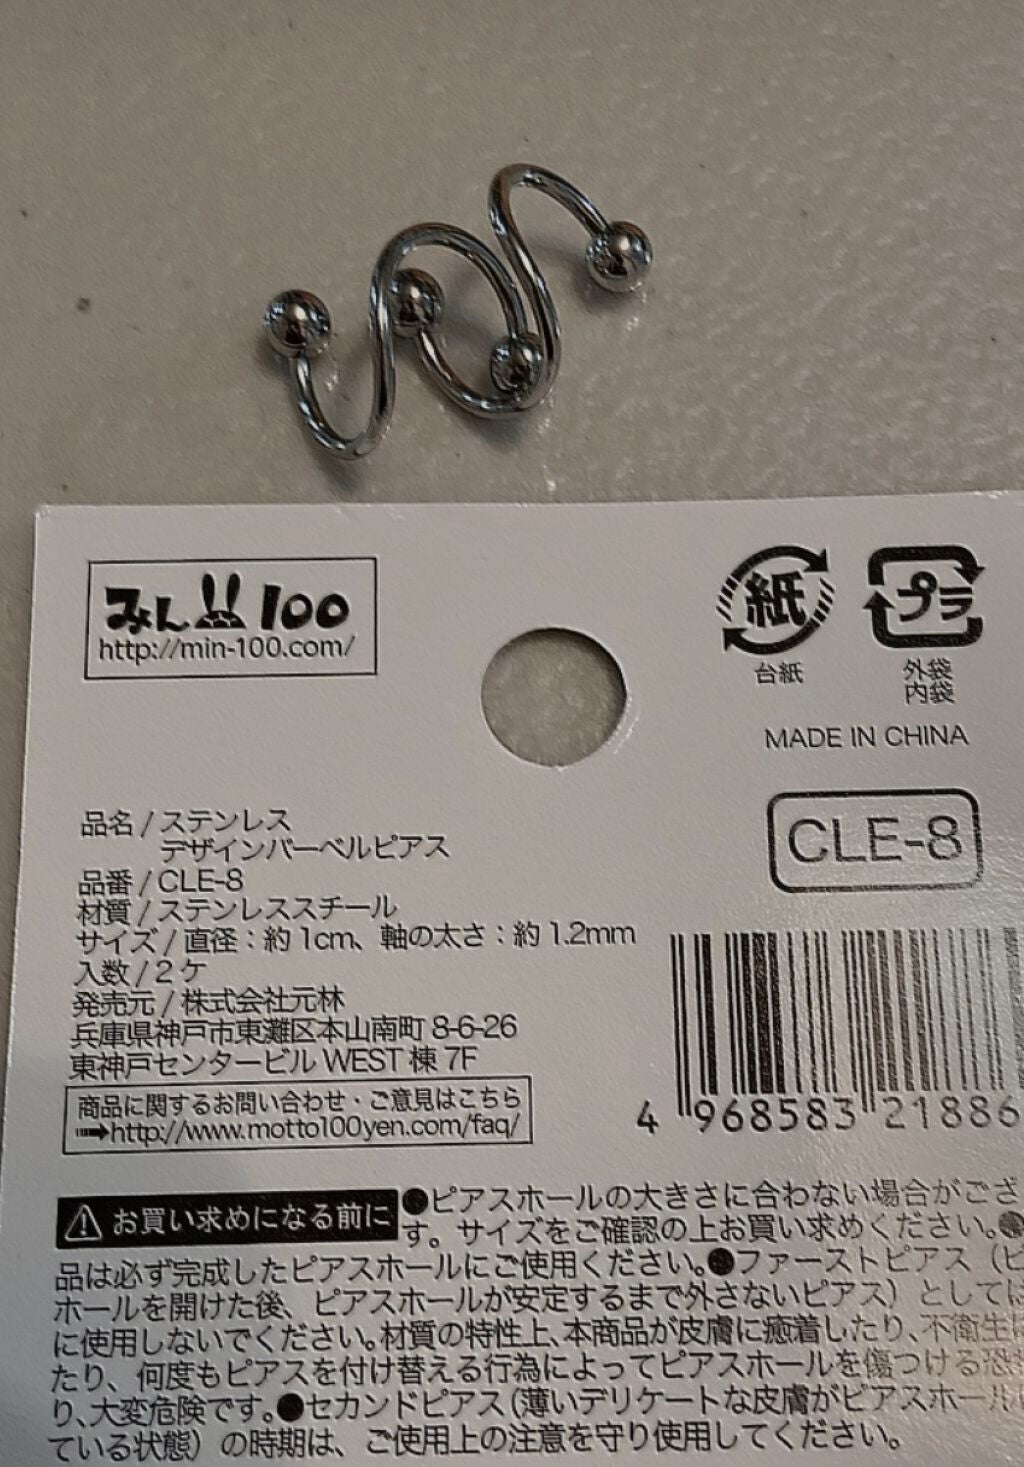 みん100
http://min-100.com/
紙
プラ
台紙
外袋
内袋
MADE IN CHINA
CLE-8
品名/ステンレス
デザインバーベルピアス
品番/CLE-8
材質/ステンレススチール
サイズ/直径：約1cm、軸の太さ：約1.2mm
入数/2ケ
発売元/株式会社元林
兵庫県神戸市東灘区本山南町8-6-26
東神戸センタービルWEST棟7F
商品に関するお問い合わせ・ご意見はこちら
➡http://www.motto100yen.com/faq/
4 968583 21886
お買い求めになる前に
●ピアスホールの大きさに合わない場合がござ
す。サイズをご確認の上お買い求めください。●
品は必ず完成したピアスホールにご使用ください。●ファーストピアス（ピ
ホールを開けた後、ピアスホールが安定するまで外さないピアス）としては
に使用しないでください。材質の特性上、本商品が皮膚に癒着したり、不衛生に
たり、何度もピアスを付け替える行為によってピアスホールを傷つける恐
り、大変危険です。●セカンドピアス（薄いデリケートな皮膚がピアスホール
ている状態）の時期は、ご使用上の注意を守り使用してください。